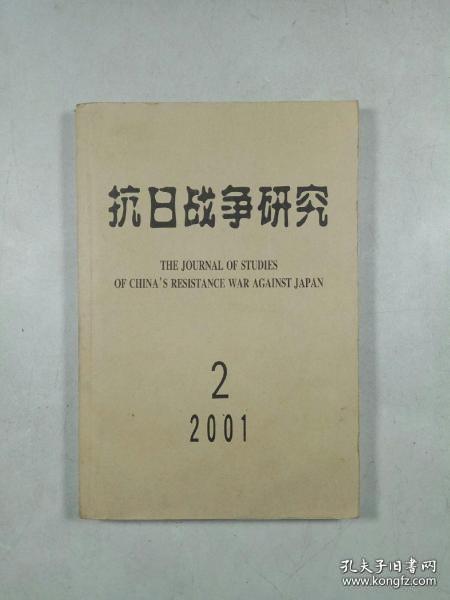 抗日战争研究
THE JOURNAL OF STUDIES
OF CHINA'S RESISTANCE WAR AGAINST JAPAN
2
2001
孔夫子旧书网
www.kongfz.com